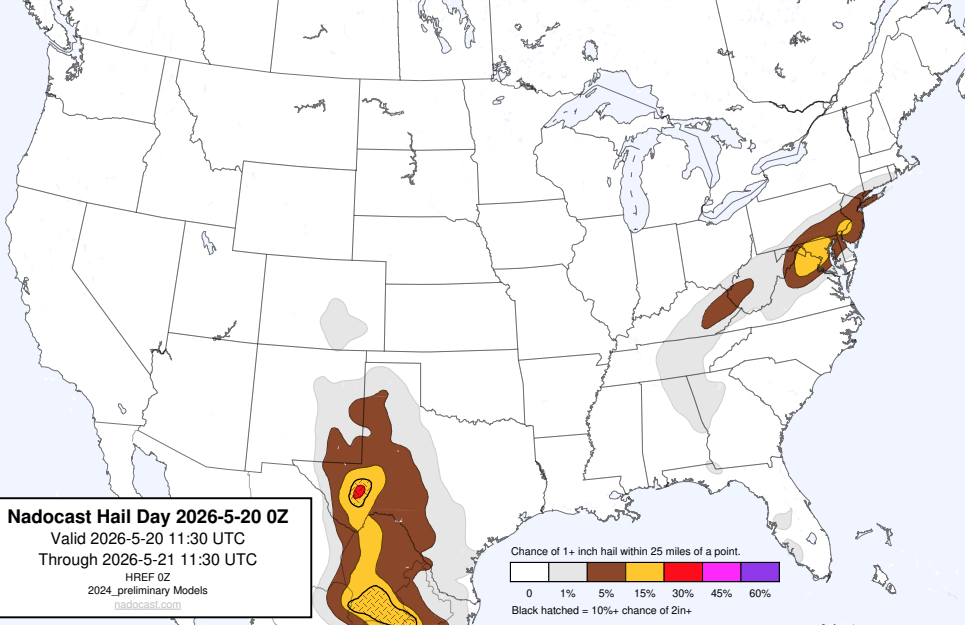 Nadocast Hail Day 2026-5-20 0Z
Valid 2026-5-20 11:30 UTC
Through 2026-5-21 11:30 UTC
HREF 0Z
2024_preliminary Models
nadocast.com
Chance of 1+ inch hail within 25 miles of a point.
0 1% 5% 15% 30% 45% 60%
Black hatched = 10%+ chance of 2in+